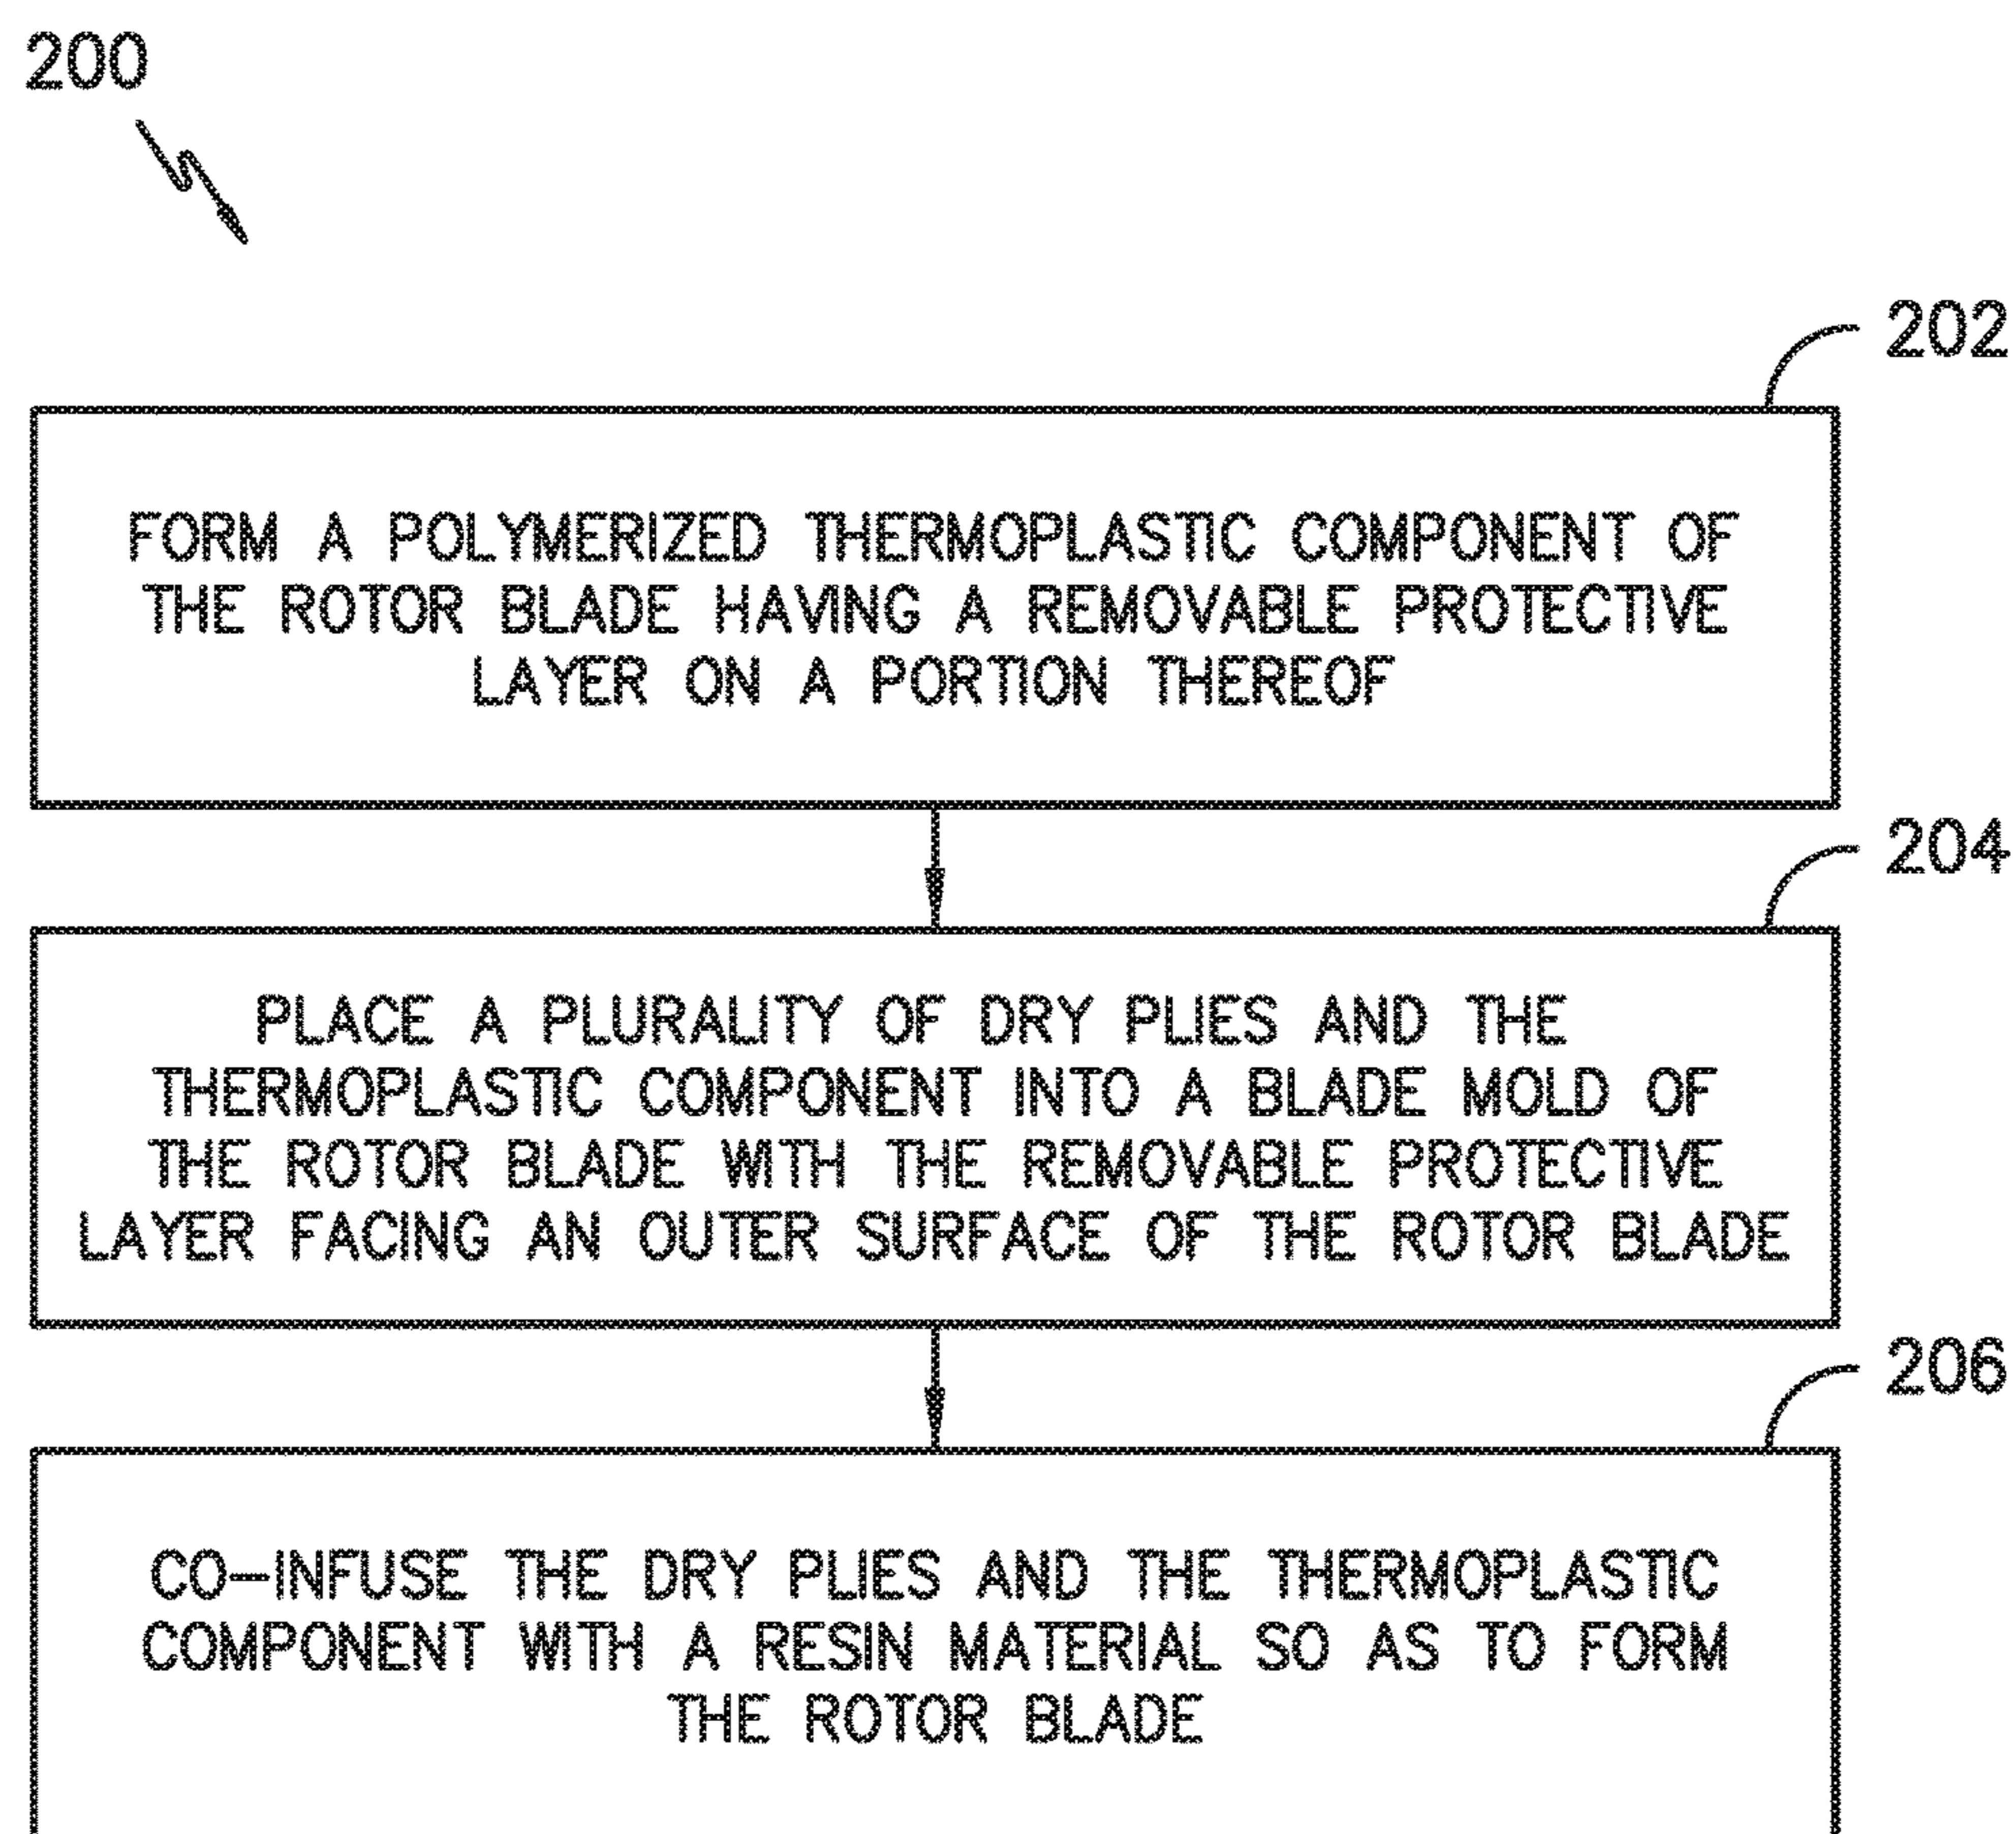 200
202
FORM A POLYMERIZED THERMOPLASTIC COMPONENT OF
THE ROTOR BLADE HAVING A REMOVABLE PROTECTIVE
LAYER ON A PORTION THEREOF
204
PLACE A PLURALITY OF DRY PLIES AND THE
THERMOPLASTIC COMPONENT INTO A BLADE MOLD OF
THE ROTOR BLADE WITH THE REMOVABLE PROTECTIVE
LAYER FACING AN OUTER SURFACE OF THE ROTOR BLADE
206
CO-INFUSE THE DRY PLIES AND THE THERMOPLASTIC
COMPONENT WITH A RESIN MATERIAL SO AS TO FORM
THE ROTOR BLADE